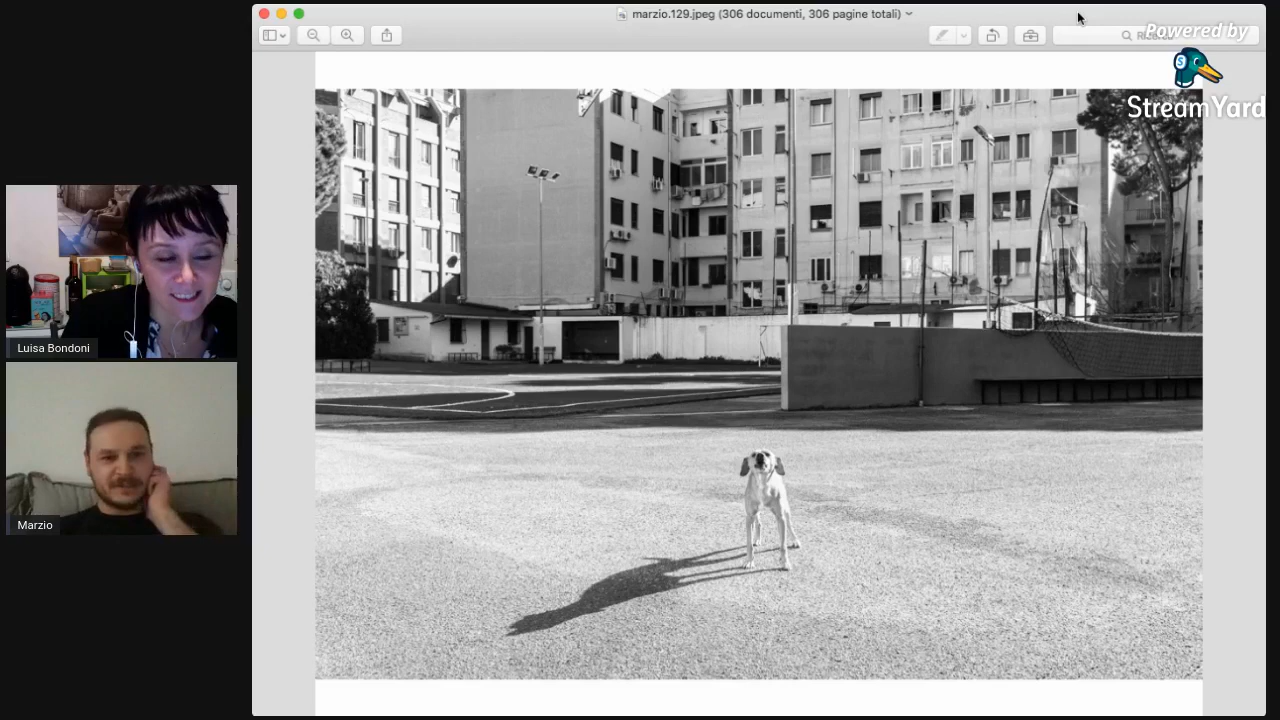 marzio.129.jpeg (306 documenti, 306 pagine totali)
Powered by
StreamYard
S
Luisa Bondoni
Marzio